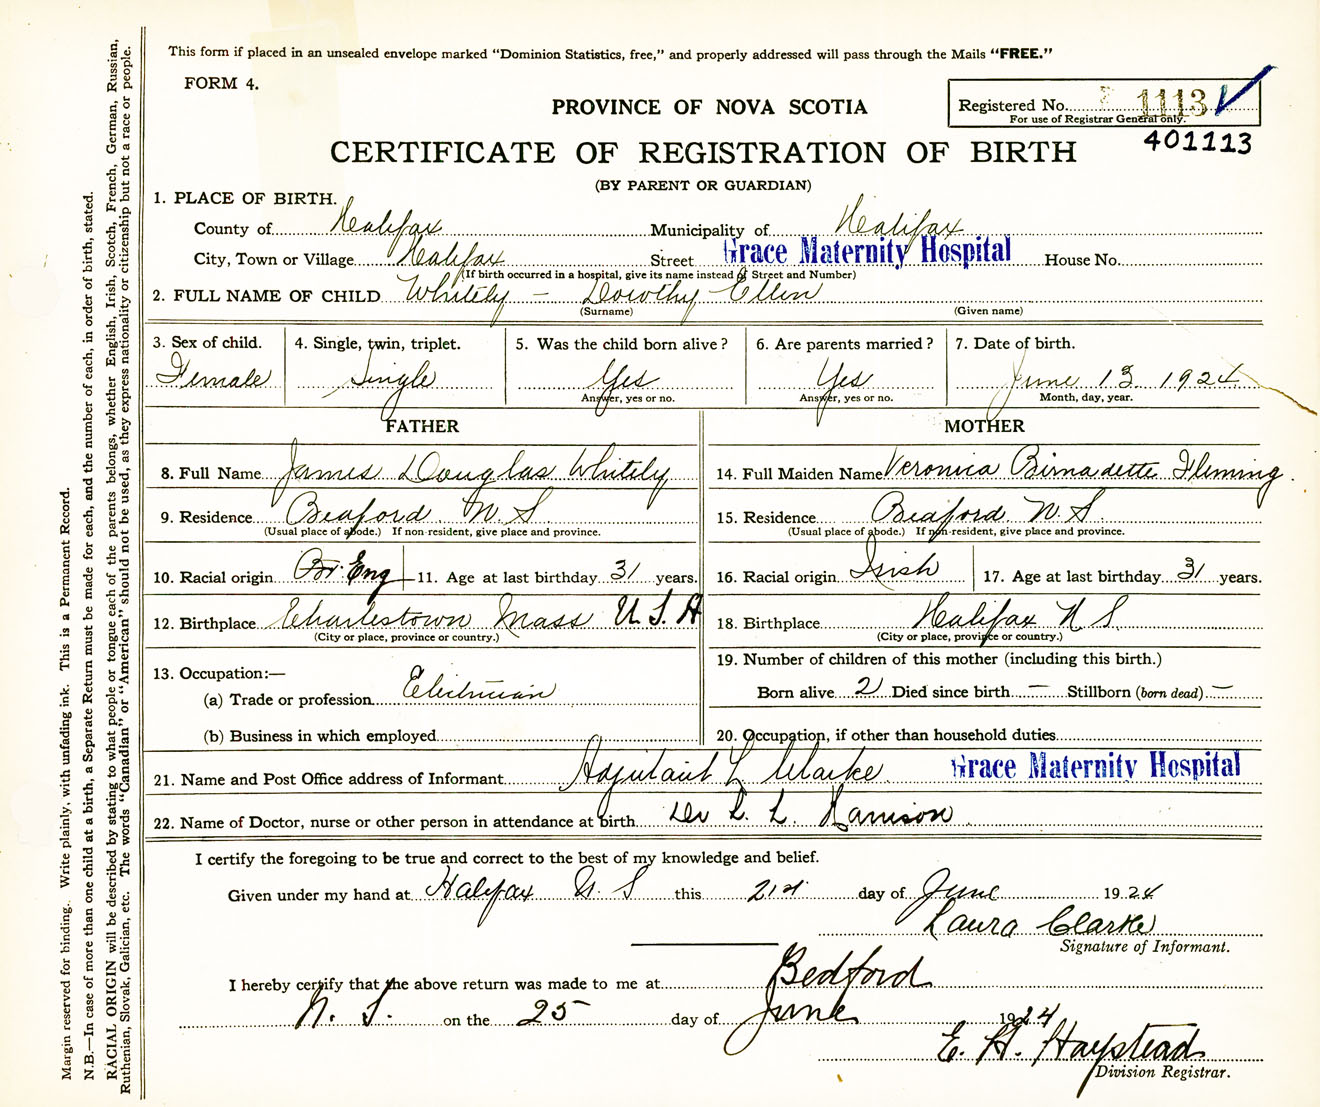 This form if placed in an unsealed envelope marked "Dominion Statistics, free," and properly addressed will pass through the Mails "FREE."
FORM 4.
Registered No. 1113
For use of Registrar General only.
401113
PROVINCE OF NOVA SCOTIA
CERTIFICATE OF REGISTRATION OF BIRTH
(BY PARENT OR GUARDIAN)
1. PLACE OF BIRTH.
County of Halifax Municipality of Halifax
City, Town or Village Halifax Street Grace Maternity Hospital House No.
(If birth occurred in a hospital, give its name instead of Street and Number)
2. FULL NAME OF CHILD Whitely - Dorothy Ellen
(Surname) (Given name)
3. Sex of child. 4. Single, twin, triplet. 5. Was the child born alive? 6. Are parents married? 7. Date of birth.
Female Single Yes Yes June 13 1924
Answer, yes or no. Answer, yes or no. Month, day, year.
FATHER MOTHER
8. Full Name James Douglas Whitely 14. Full Maiden Name Veronica Birnadette Fleming.
9. Residence Beaford. N. S 15. Residence Beaford. N. S.
(Usual place of abode.) If non-resident, give place and province. (Usual place of abode.) If non-resident, give place and province.
10. Racial origin Br. Eng 11. Age at last birthday 31 years. 16. Racial origin Irish 17. Age at last birthday 31 years.
12. Birthplace Charlestown Mass U. S. A 18. Birthplace Halifax N S.
(City or place, province or country.) (City or place, province or country.)
13. Occupation:— 19. Number of children of this mother (including this birth.)
(a) Trade or profession Born alive 2 Died since birth — Stillborn (born dead) —
(b) Business in which employed 20. Occupation, if other than household duties
21. Name and Post Office address of Informant Adjutant L Clarke Grace Maternity Hospital
22. Name of Doctor, nurse or other person in attendance at birth Dr L. L.
I certify the foregoing to be true and correct to the best of my knowledge and belief.
Given under my hand at Halifax N. S this 21st day of June 1924
Laura Clarke
Signature of Informant.
I hereby certify that the above return was made to me at Bedford
N. S. on the 25 day of June 1924
E. H. Haystead
Division Registrar.
Margin reserved for binding. Write plainly, with unfading ink. This is a Permanent Record.
N.B.—In case of more than one child at a birth, a Separate Return must be made for each, and the number of each, in order of birth, stated.
RACIAL ORIGIN will be described by stating to what people or tongue each of the parents belongs, whether English, Irish, Scotch, French, German, Russian,
Ruthenian, Slovak, Galician, etc. The words "Canadian" or "American" should not be used, as they express nationality or citizenship but not a race or people.